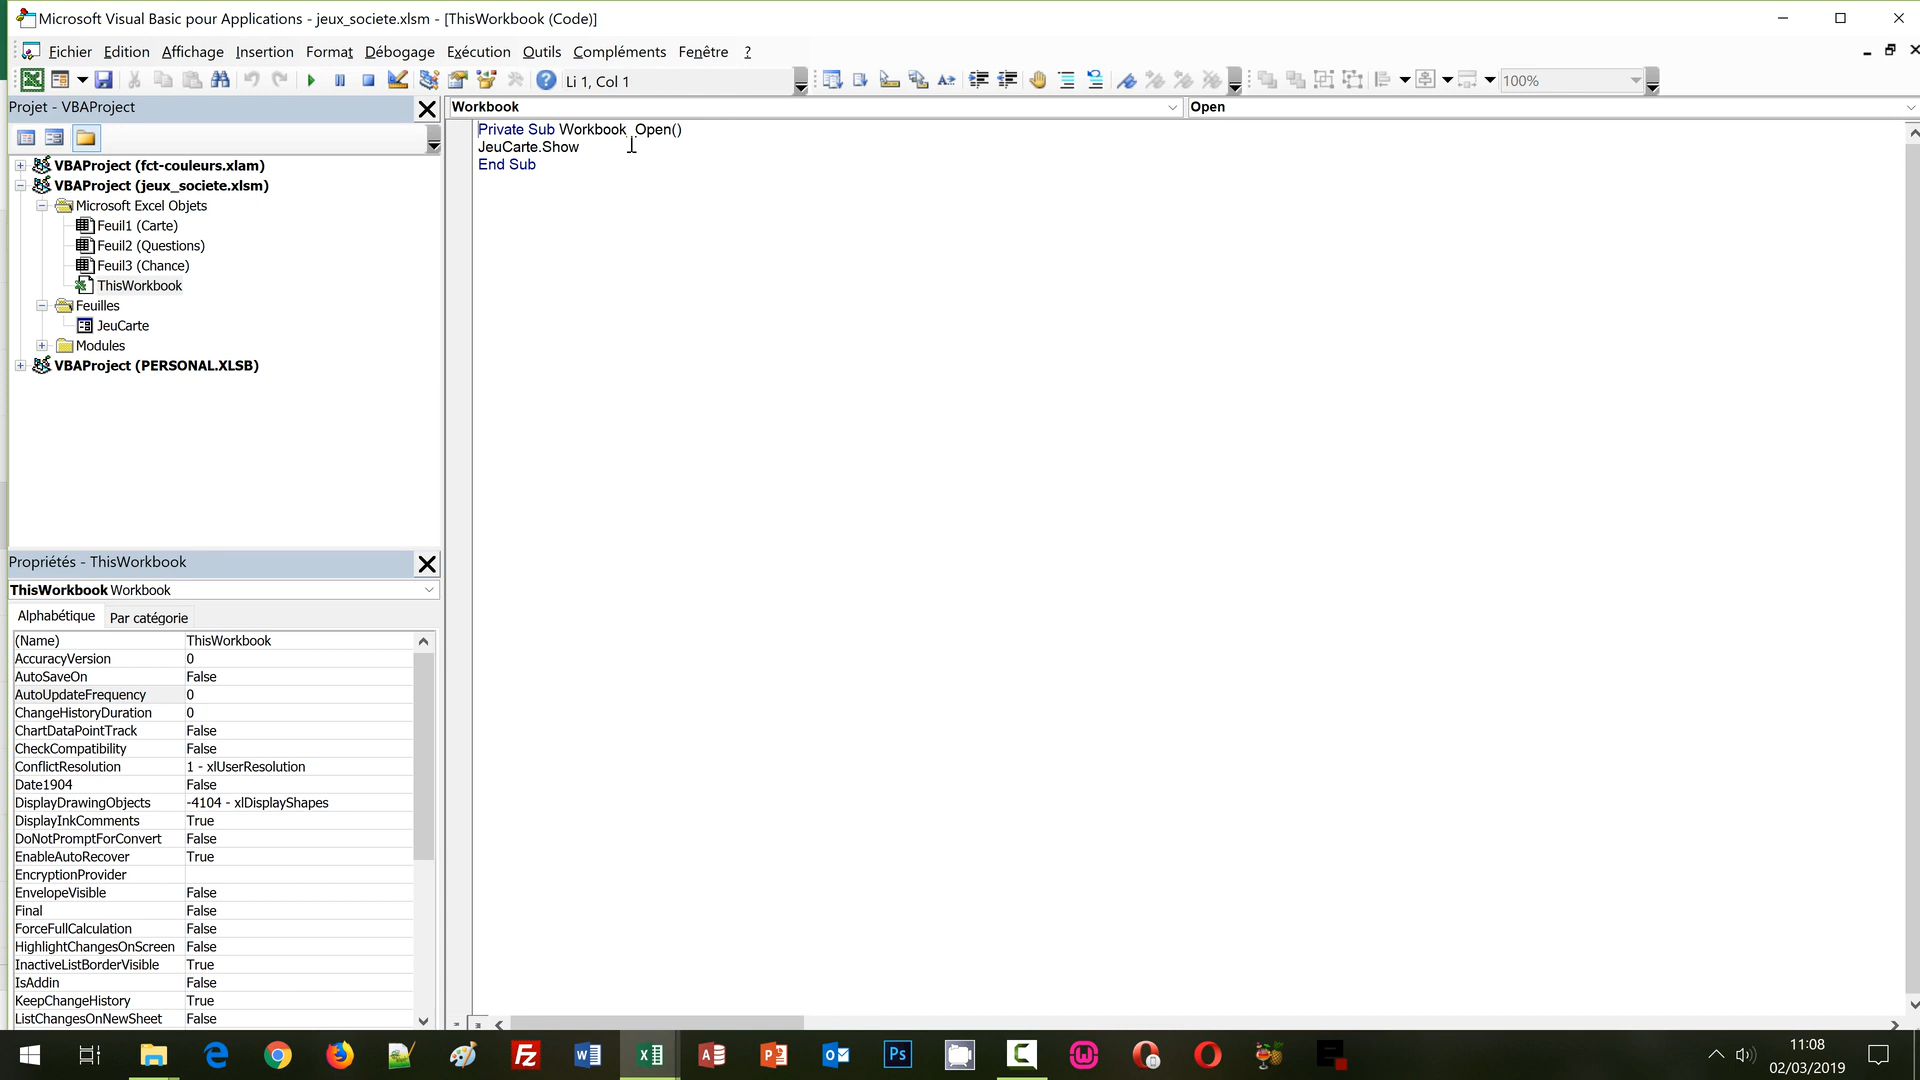 Microsoft Visual Basic pour Applications - jeux_societe.xlsm - [ThisWorkbook (Code)]
Fichier Edition Affichage Insertion Format Débogage Exécution Outils Compléments Fenêtre ?
Li 1, Col 1
100%
Projet - VBAProject
Workbook
Open
VBAProject (fct-couleurs.xlam)
VBAProject (jeux_societe.xlsm)
Microsoft Excel Objets
Feuil1 (Carte)
Feuil2 (Questions)
Feuil3 (Chance)
ThisWorkbook
Feuilles
JeuCarte
Modules
VBAProject (PERSONAL.XLSB)
Private Sub Workbook_Open()
JeuCarte.Show
End Sub
Propriétés - ThisWorkbook
ThisWorkbook Workbook
Alphabétique Par catégorie
(Name) ThisWorkbook
AccuracyVersion 0
AutoSaveOn False
AutoUpdateFrequency 0
ChangeHistoryDuration 0
ChartDataPointTrack False
CheckCompatibility False
ConflictResolution 1 - xlUserResolution
Date1904 False
DisplayDrawingObjects -4104 - xlDisplayShapes
DisplayInkComments True
DoNotPromptForConvert False
EnableAutoRecover True
EncryptionProvider
EnvelopeVisible False
Final False
ForceFullCalculation False
HighlightChangesOnScreen False
InactiveListBorderVisible True
IsAddin False
KeepChangeHistory True
ListChangesOnNewSheet False
11:08
02/03/2019